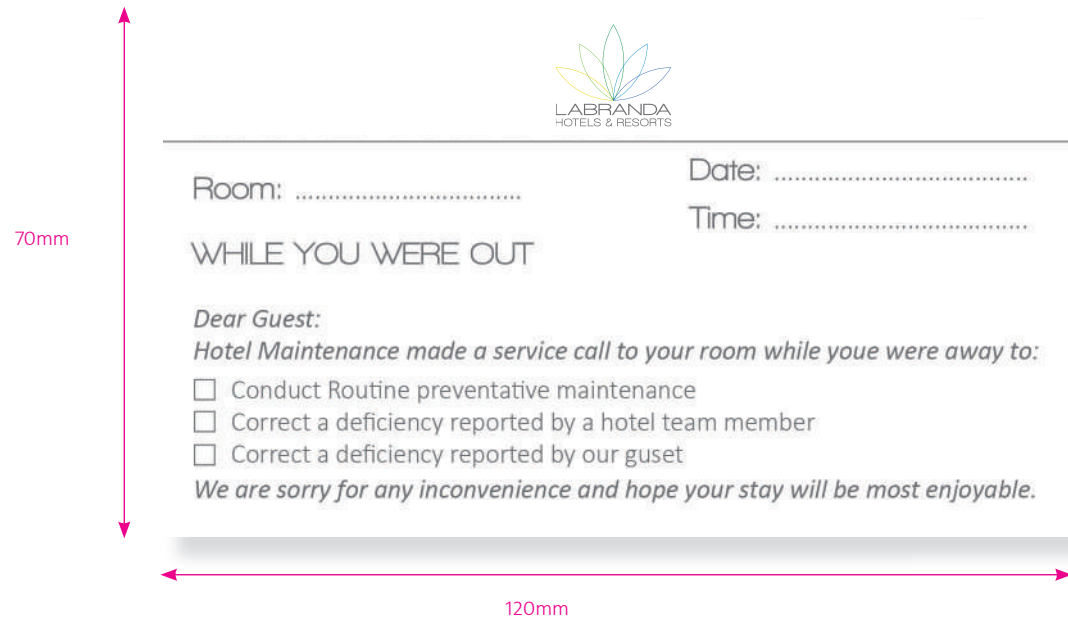 LABRANDA
HOTELS & RESORTS
Room: ..................................
Date: ......................................
Time: ......................................
70mm
WHILE YOU WERE OUT
Dear Guest:
Hotel Maintenance made a service call to your room while youe were away to:
Conduct Routine preventative maintenance
Correct a deficiency reported by a hotel team member
Correct a deficiency reported by our guset
We are sorry for any inconvenience and hope your stay will be most enjoyable.
120mm